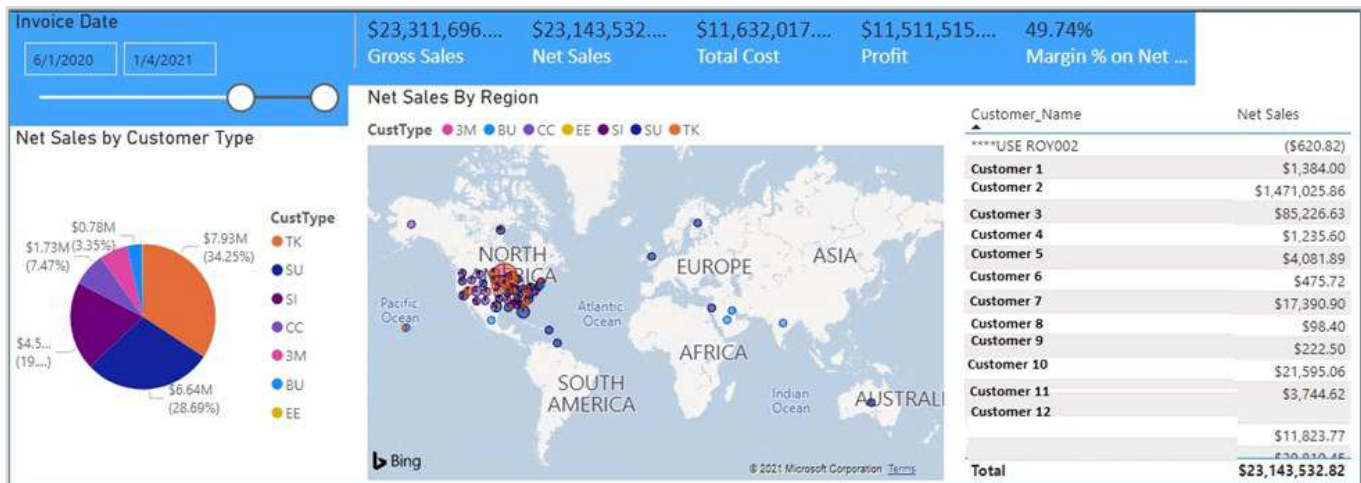 Invoice Date
6/1/2020 1/4/2021
$23,311,696.... $23,143,532.... $11,632,017.... $11,511,515.... 49.74%
Gross Sales Net Sales Total Cost Profit Margin % on Net ...
Net Sales by Customer Type
$0.78M
(3.35%)
$1.73M
(7.47%)
$7.93M
(34.25%)
$4.5...
(19....)
$6.64M
(28.69%)
CustType
TK
SU
SI
CC
3M
BU
EE
Net Sales By Region
CustType 3M BU CC EE SI SU TK
NORTH
AMERICA
EUROPE
ASIA
Pacific
Ocean
Atlantic
Ocean
AFRICA
SOUTH
AMERICA
Indian
Ocean
AUSTRALI
Bing
© 2021 Microsoft Corporation Terms
Customer_Name Net Sales
****USE ROY002 ($620.82)
Customer 1 $1,384.00
Customer 2 $1,471,025.86
Customer 3 $85,226.63
Customer 4 $1,235.60
Customer 5 $4,081.89
Customer 6 $475.72
Customer 7 $17,390.90
Customer 8 $98.40
Customer 9 $222.50
Customer 10 $21,595.06
Customer 11 $3,744.62
Customer 12
$11,823.77
Total $23,143,532.82